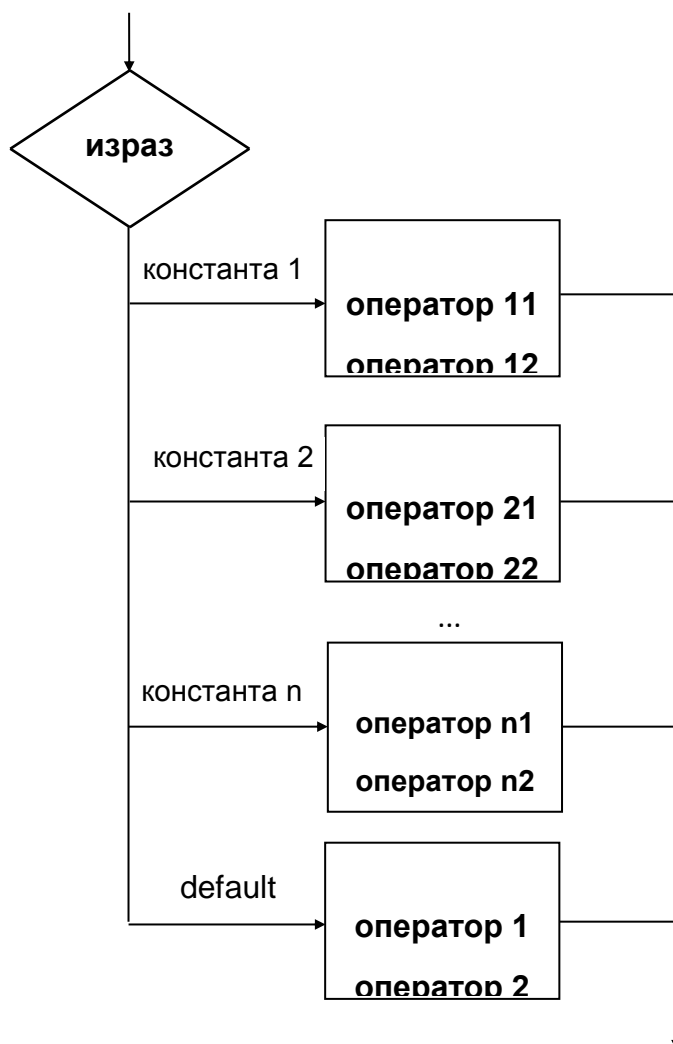 израз
константа 1
оператор 11
оператор 12
константа 2
оператор 21
оператор 22
...
константа n
оператор n1
оператор n2
default
оператор 1
оператор 2